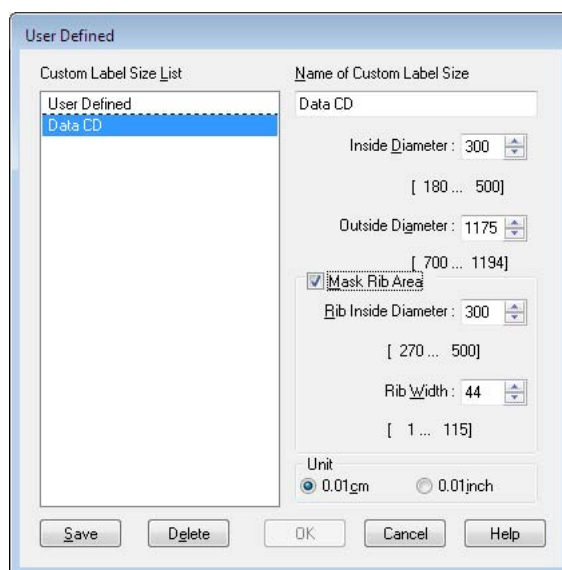 User Defined
Custom Label Size List
User Defined
Data CD
Name of Custom Label Size
Data CD
Inside Diameter : 300
[ 180 ... 500]
Outside Diameter : 1175
[ 700 ... 1194]
Mask Rib Area
Rib Inside Diameter : 300
[ 270 ... 500]
Rib Width : 44
[ 1 ... 115]
Unit
0.01cm 0.01inch
Save Delete OK Cancel Help